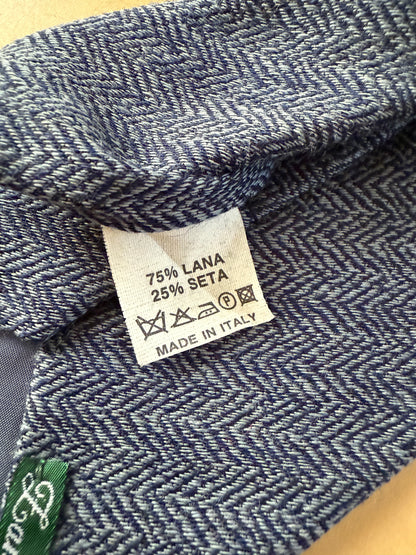 75% LANA
25% SETA
P
MADE IN ITALY